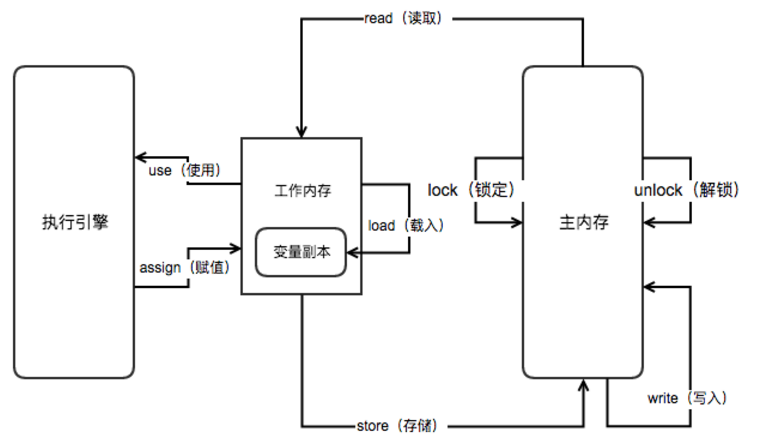 read（读取）
use（使用）
工作内存
lock（锁定）
unlock（解锁）
执行引擎
load（载入）
主内存
变量副本
assign（赋值）
write（写入）
store（存储）